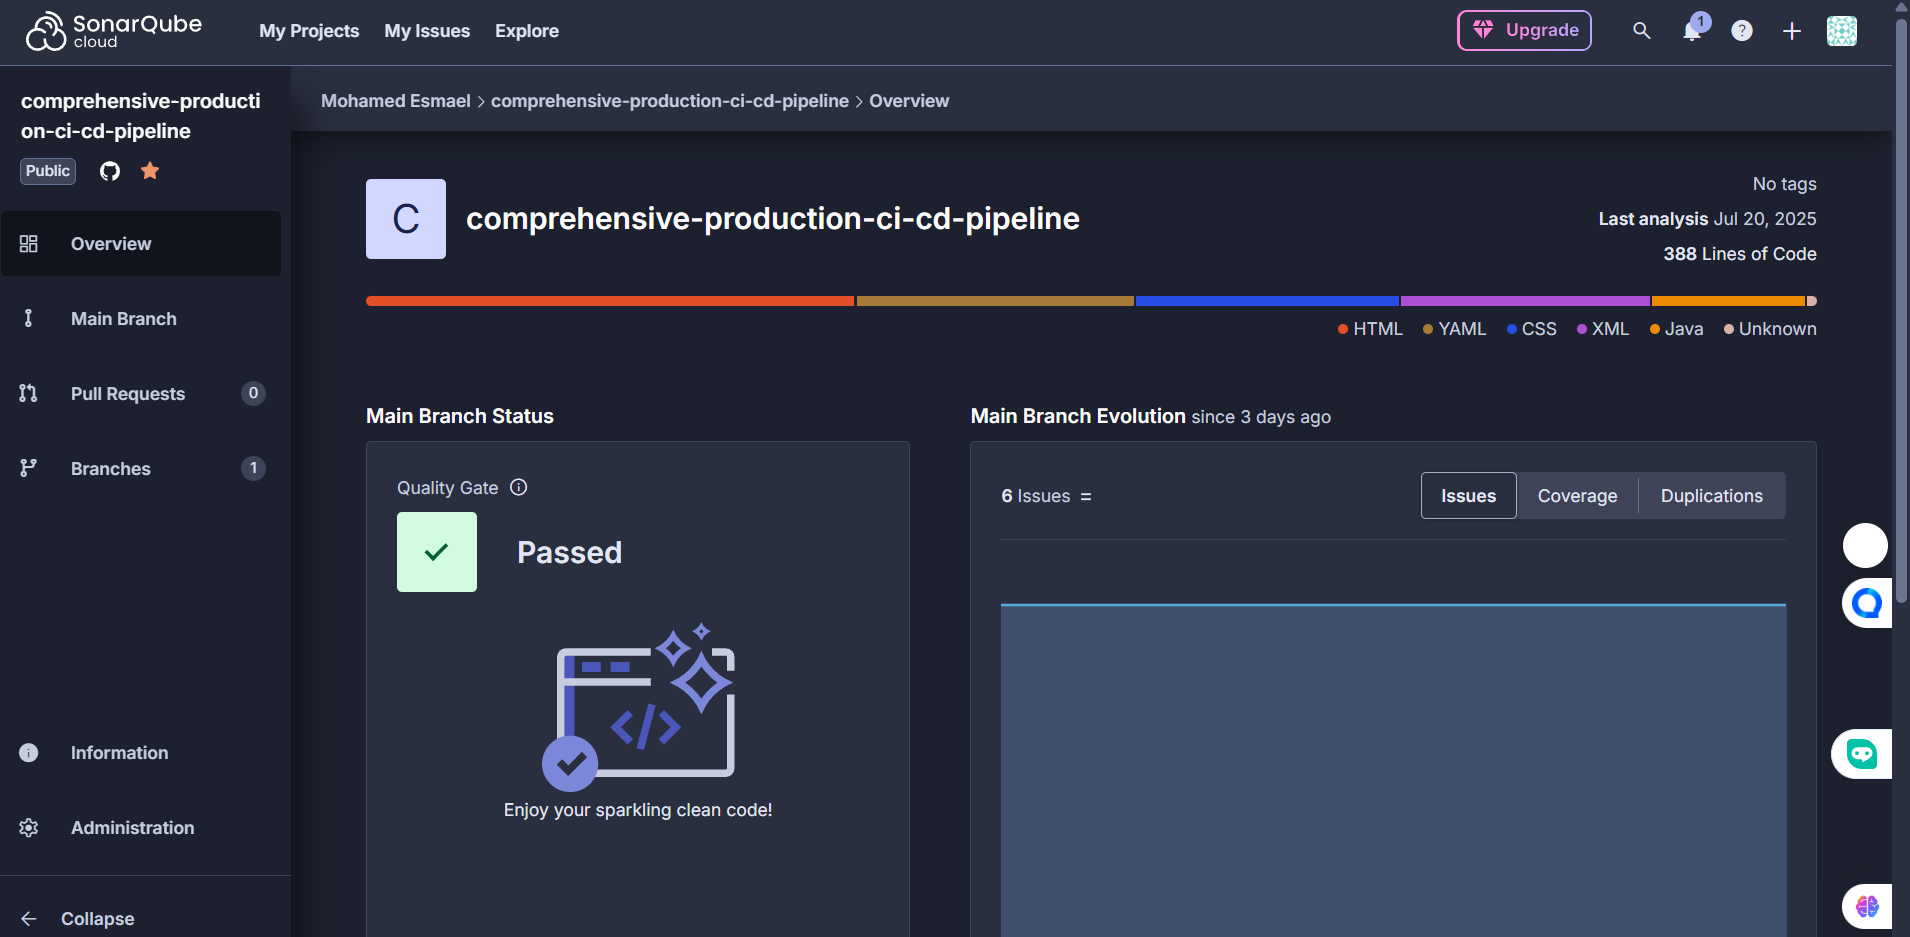 SonarQube
cloud
My Projects
My Issues
Explore
Upgrade
1
?
comprehensive-producti
on-ci-cd-pipeline
Public
Overview
Main Branch
Pull Requests
0
Branches
1
Information
Administration
Collapse
Mohamed Esmael > comprehensive-production-ci-cd-pipeline > Overview
C
comprehensive-production-ci-cd-pipeline
No tags
Last analysis Jul 20, 2025
388 Lines of Code
HTML
YAML
CSS
XML
Java
Unknown
Main Branch Status
Quality Gate
Passed
Enjoy your sparkling clean code!
Main Branch Evolution since 3 days ago
6 Issues =
Issues
Coverage
Duplications